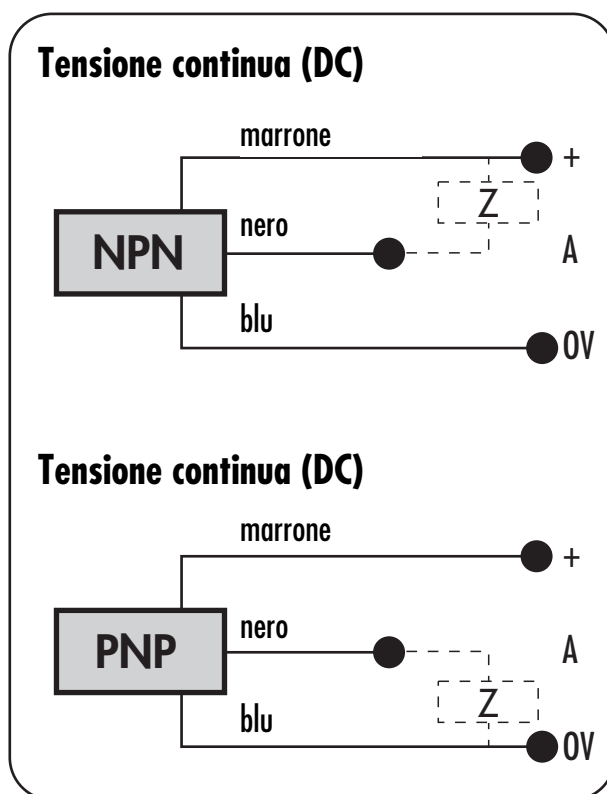 Tensione continua (DC)
marrone
+
Z
nero
NPN
A
blu
0V
Tensione continua (DC)
marrone
+
nero
PNP
A
Z
blu
0V